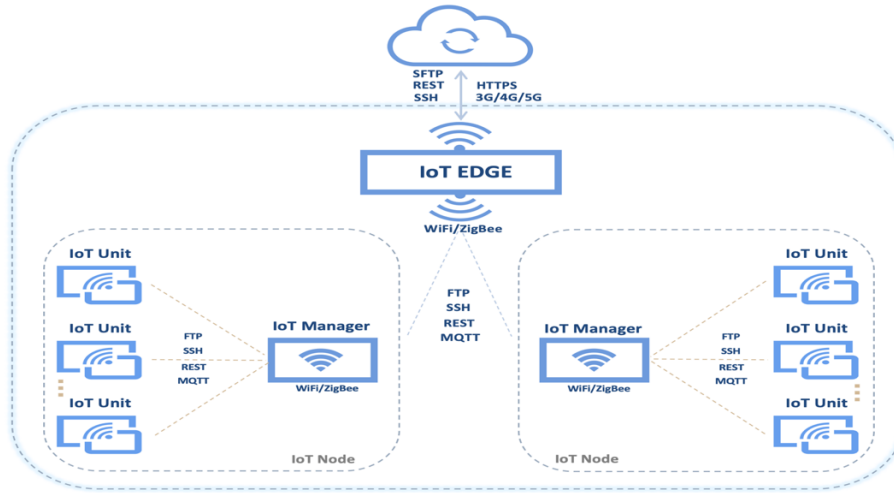 SFTP
REST
SSH
HTTPS
3G/4G/5G
IoT EDGE
WiFi/ZigBee
IoT Unit
IoT Unit
IoT Unit
FTP
SSH
REST
MQTT
IoT Manager
WiFi/ZigBee
IoT Node
FTP
SSH
REST
MQTT
IoT Manager
WiFi/ZigBee
FTP
SSH
REST
MQTT
IoT Unit
IoT Unit
IoT Unit
IoT Node